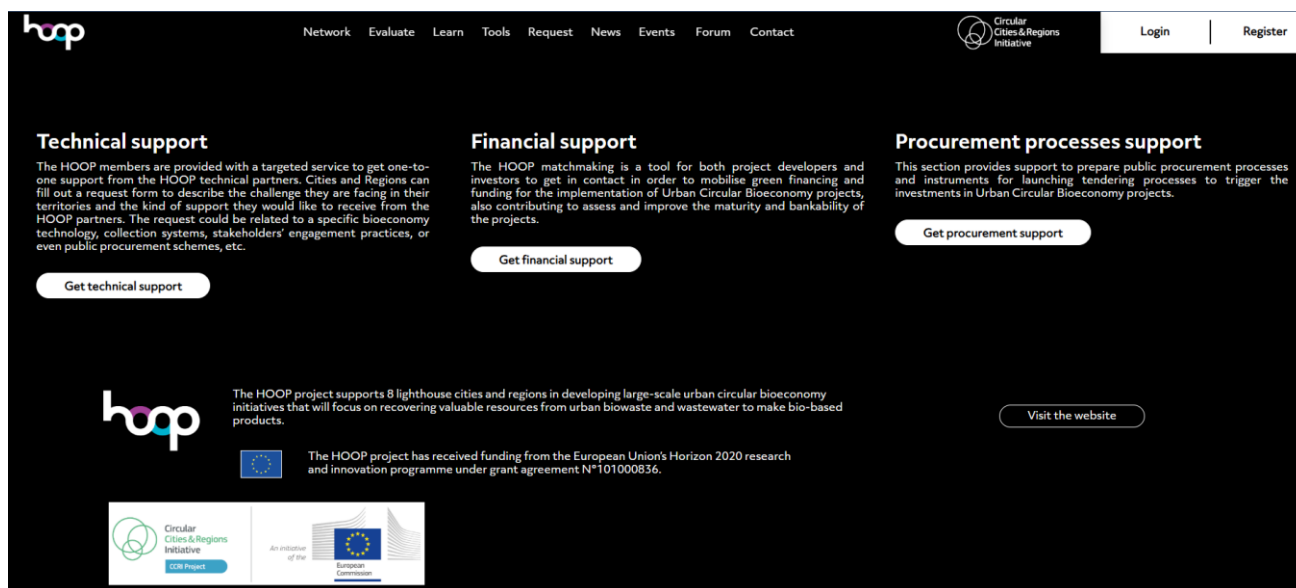 hoop
Network Evaluate Learn Tools Request News Events Forum Contact
Circular
Cities & Regions
Initiative
Login Register
Technical support
The HOOP members are provided with a targeted service to get one-to-
one support from the HOOP technical partners. Cities and Regions can
fill out a request form to describe the challenge they are facing in their
territories and the kind of support they would like to receive from the
HOOP partners. The request could be related to a specific bioeconomy
technology, collection systems, stakeholders' engagement practices, or
even public procurement schemes, etc.
Get technical support
Financial support
The HOOP matchmaking is a tool for both project developers and
investors to get in contact in order to mobilise green financing and
funding for the implementation of Urban Circular Bioeconomy projects,
also contributing to assess and improve the maturity and bankability of
the projects.
Get financial support
Procurement processes support
This section provides support to prepare public procurement processes
and instruments for launching tendering processes to trigger the
investments in Urban Circular Bioeconomy projects.
Get procurement support
hoop
The HOOP project supports 8 lighthouse cities and regions in developing large-scale urban circular bioeconomy
initiatives that will focus on recovering valuable resources from urban biowaste and wastewater to make bio-based
products.
Visit the website
The HOOP project has received funding from the European Union's Horizon 2020 research
and innovation programme under grant agreement N°101000836.
Circular
Cities & Regions
Initiative
CCRI Project
An initiative
of the
European
Commission